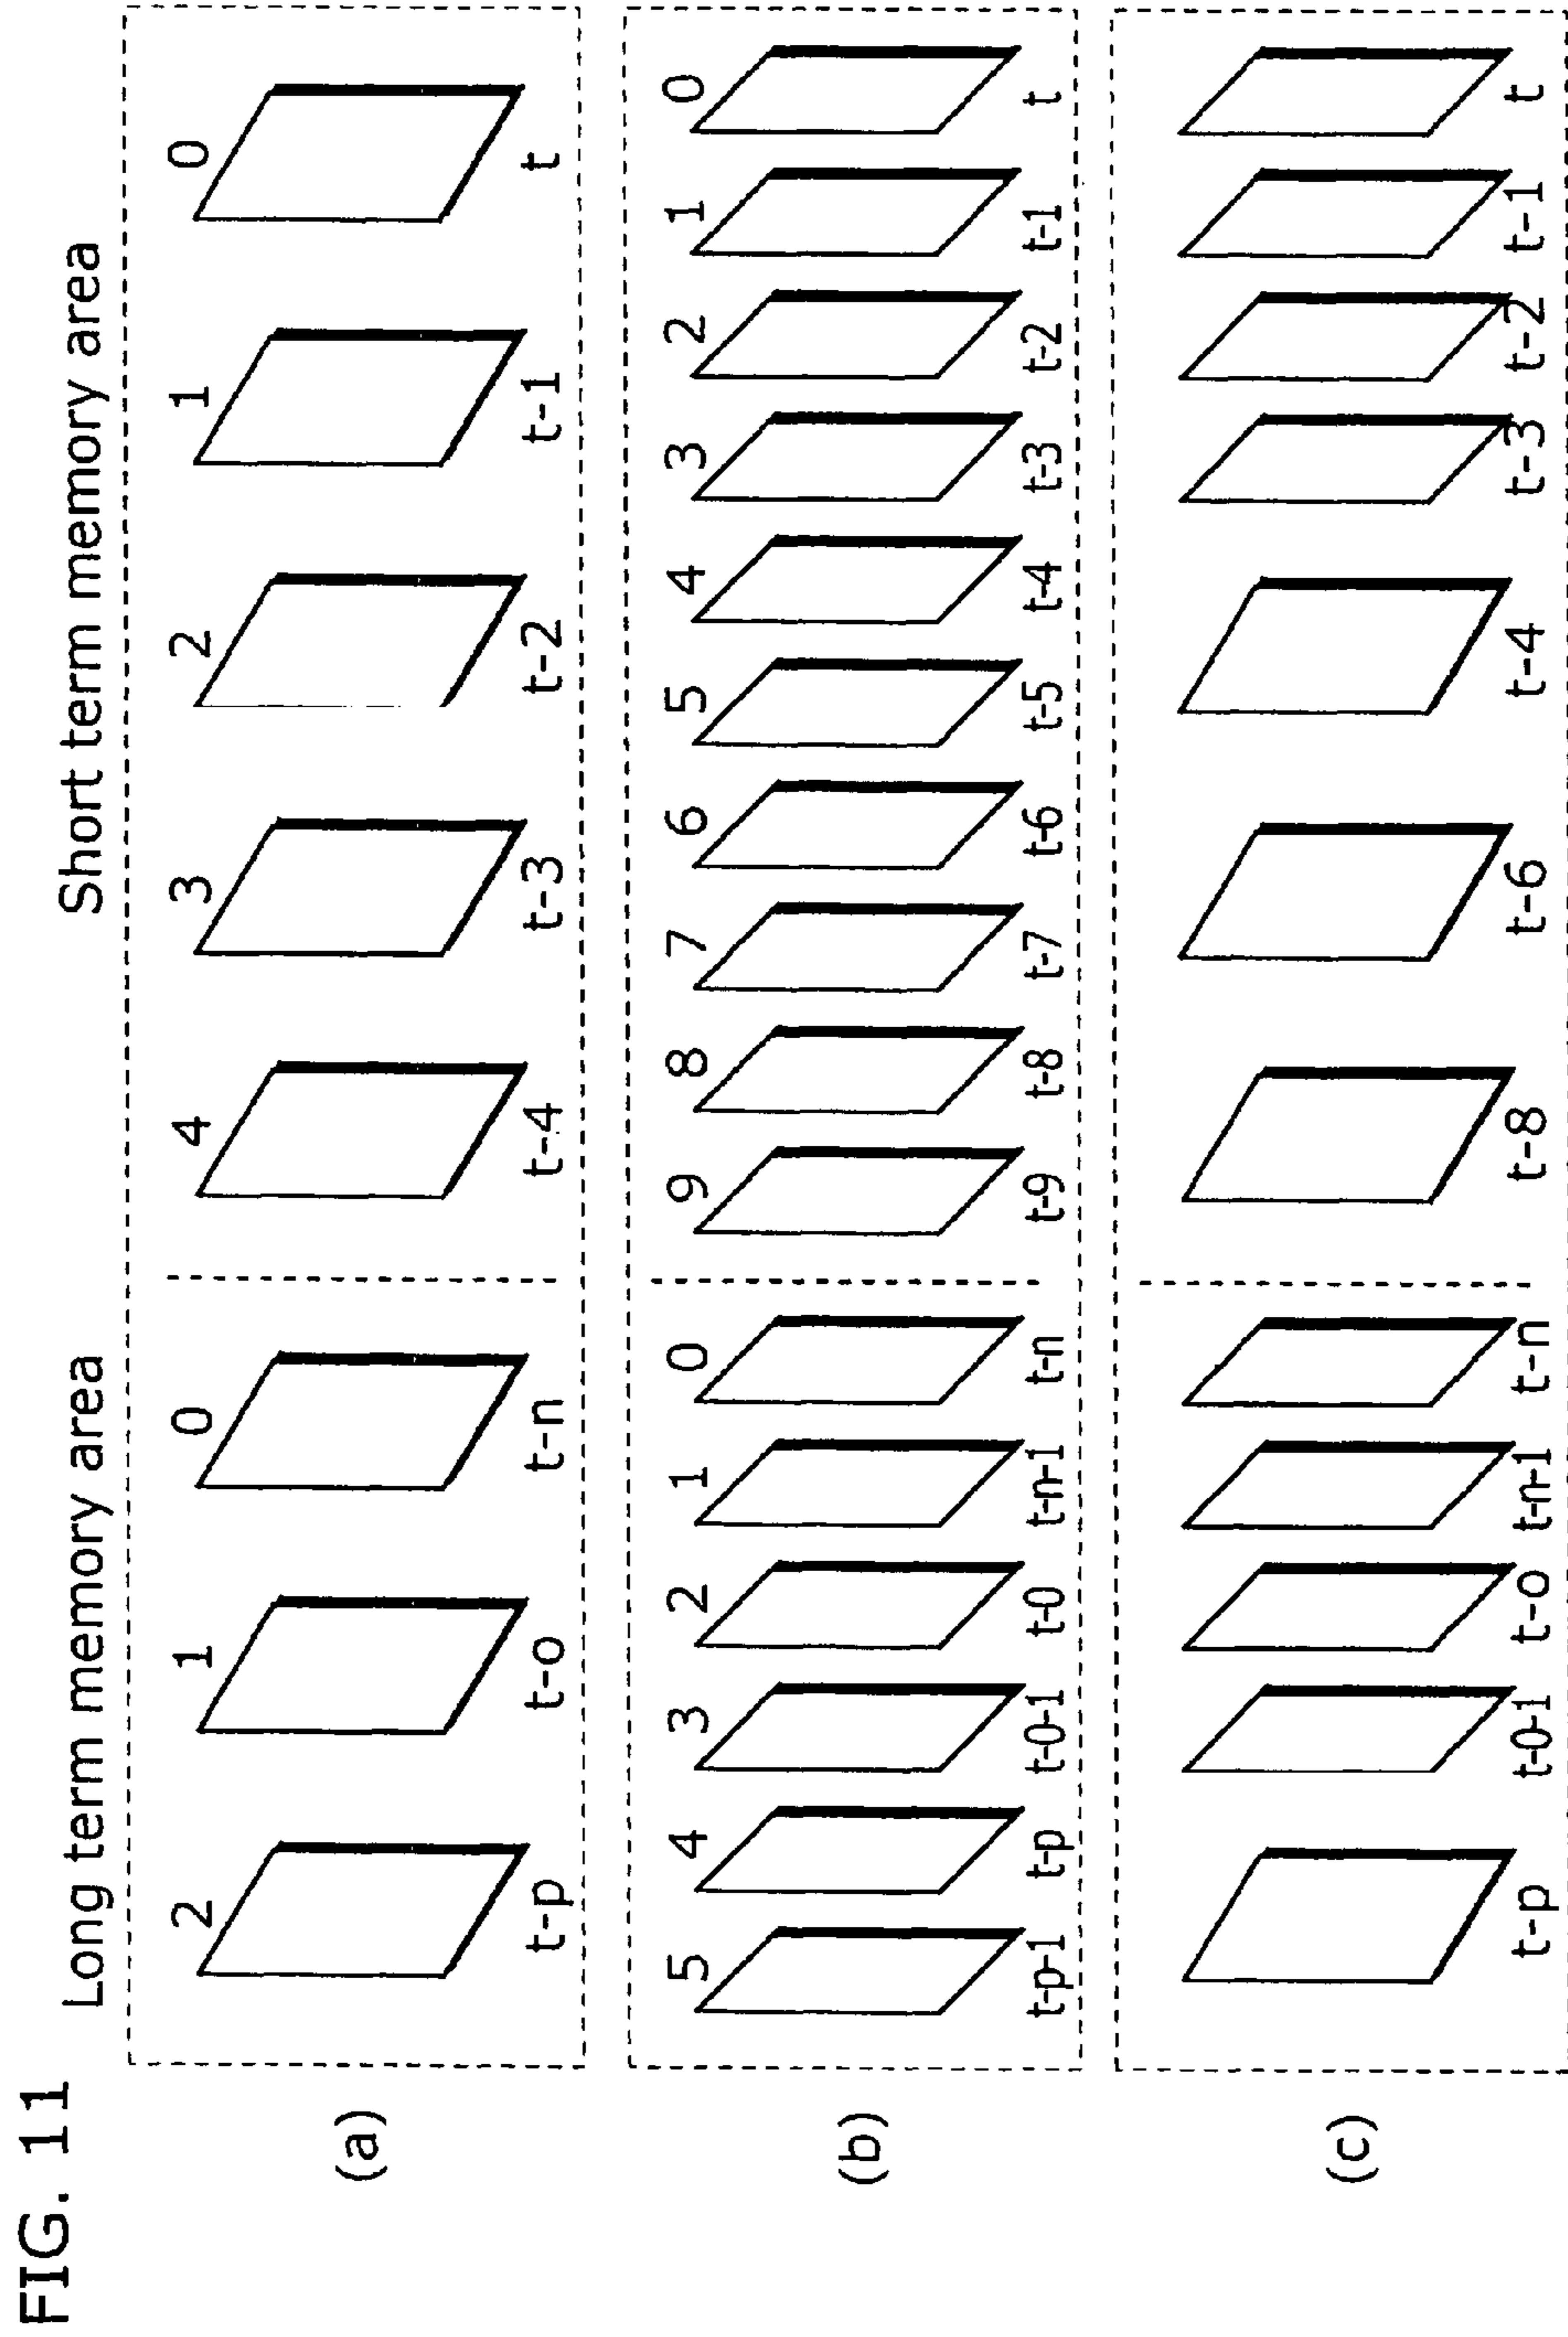 FIG. 11
Long term memory area Short term memory area
(a)
2 1 0 4 3 2 1 0
t-p t-o t-n t-4 t-3 t-2 t-1 t
(b)
5 4 3 2 1 0 9 8 7 6 5 4 3 2 1 0
t-p-1 t-p t-0-1 t-0 t-n-1 t-n t-9 t-8 t-7 t-6 t-5 t-4 t-3 t-2 t-1 t
(c)
t-p t-0-1 t-o t-n-1 t-n t-8 t-6 t-4 t-3 t-2 t-1 t